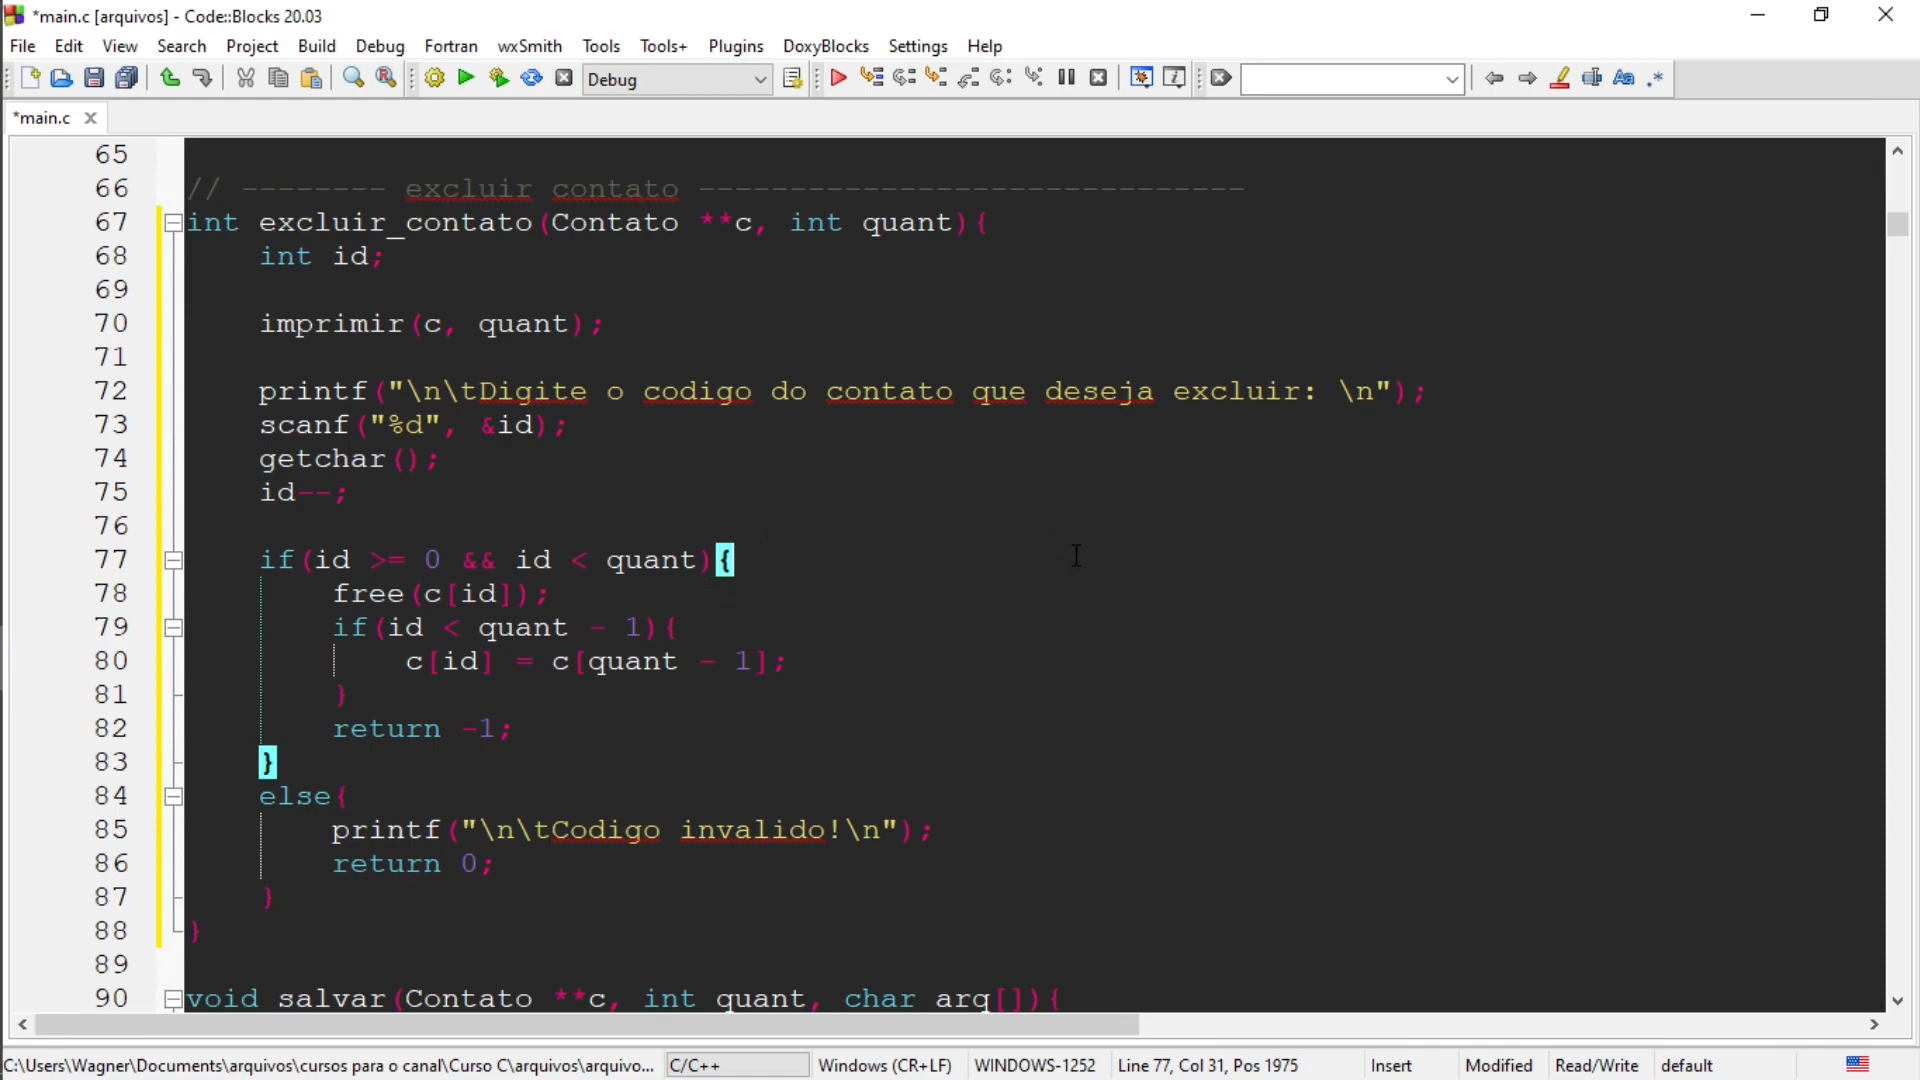 *main.c [arquivos] - Code::Blocks 20.03
File Edit View Search Project Build Debug Fortran wxSmith Tools Tools+ Plugins DoxyBlocks Settings Help
Debug
*main.c
65
66 // -------- excluir contato ------------------------------
67 int excluir_contato(Contato **c, int quant){
68     int id;
69
70     imprimir(c, quant);
71
72     printf("\n\tDigite o codigo do contato que deseja excluir: \n");
73     scanf("%d", &id);
74     getchar();
75     id--;
76
77     if(id >= 0 && id < quant){
78         free(c[id]);
79         if(id < quant - 1){
80             c[id] = c[quant - 1];
81         }
82         return -1;
83     }
84     else{
85         printf("\n\tCodigo invalido!\n");
86         return 0;
87     }
88 }
89
90 void salvar(Contato **c, int quant, char arq[]){
C:\Users\Wagner\Documents\arquivos\cursos para o canal\Curso C\arquivos\arquivo... C/C++ Windows (CR+LF) WINDOWS-1252 Line 77, Col 31, Pos 1975 Insert Modified Read/Write default